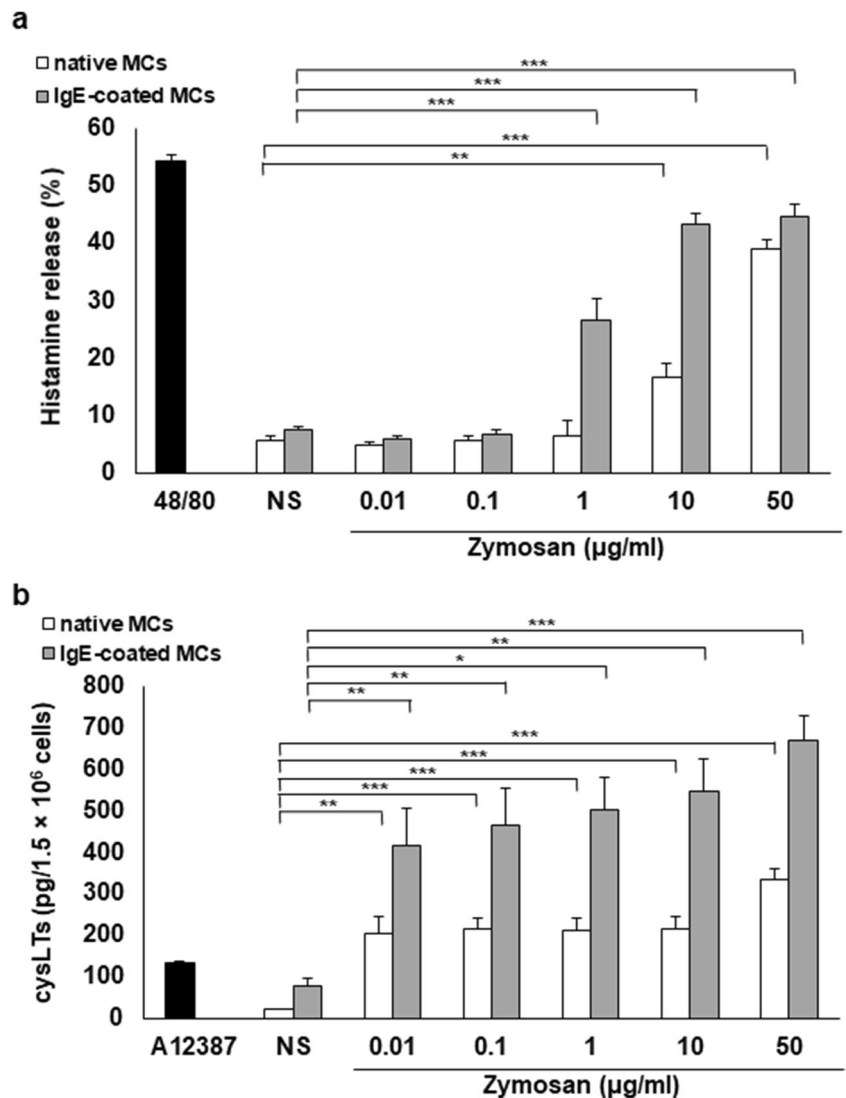 a
native MCs
IgE-coated MCs
***
***
***
***
**
Histamine release (%)
60
50
40
30
20
10
0
48/80 NS 0.01 0.1 1 10 50
Zymosan (µg/ml)
b
native MCs
IgE-coated MCs
***
**
*
**
**
***
***
***
***
**
cysLTs (pg/1.5 × 10⁶ cells)
800
700
600
500
400
300
200
100
0
A12387 NS 0.01 0.1 1 10 50
Zymosan (µg/ml)